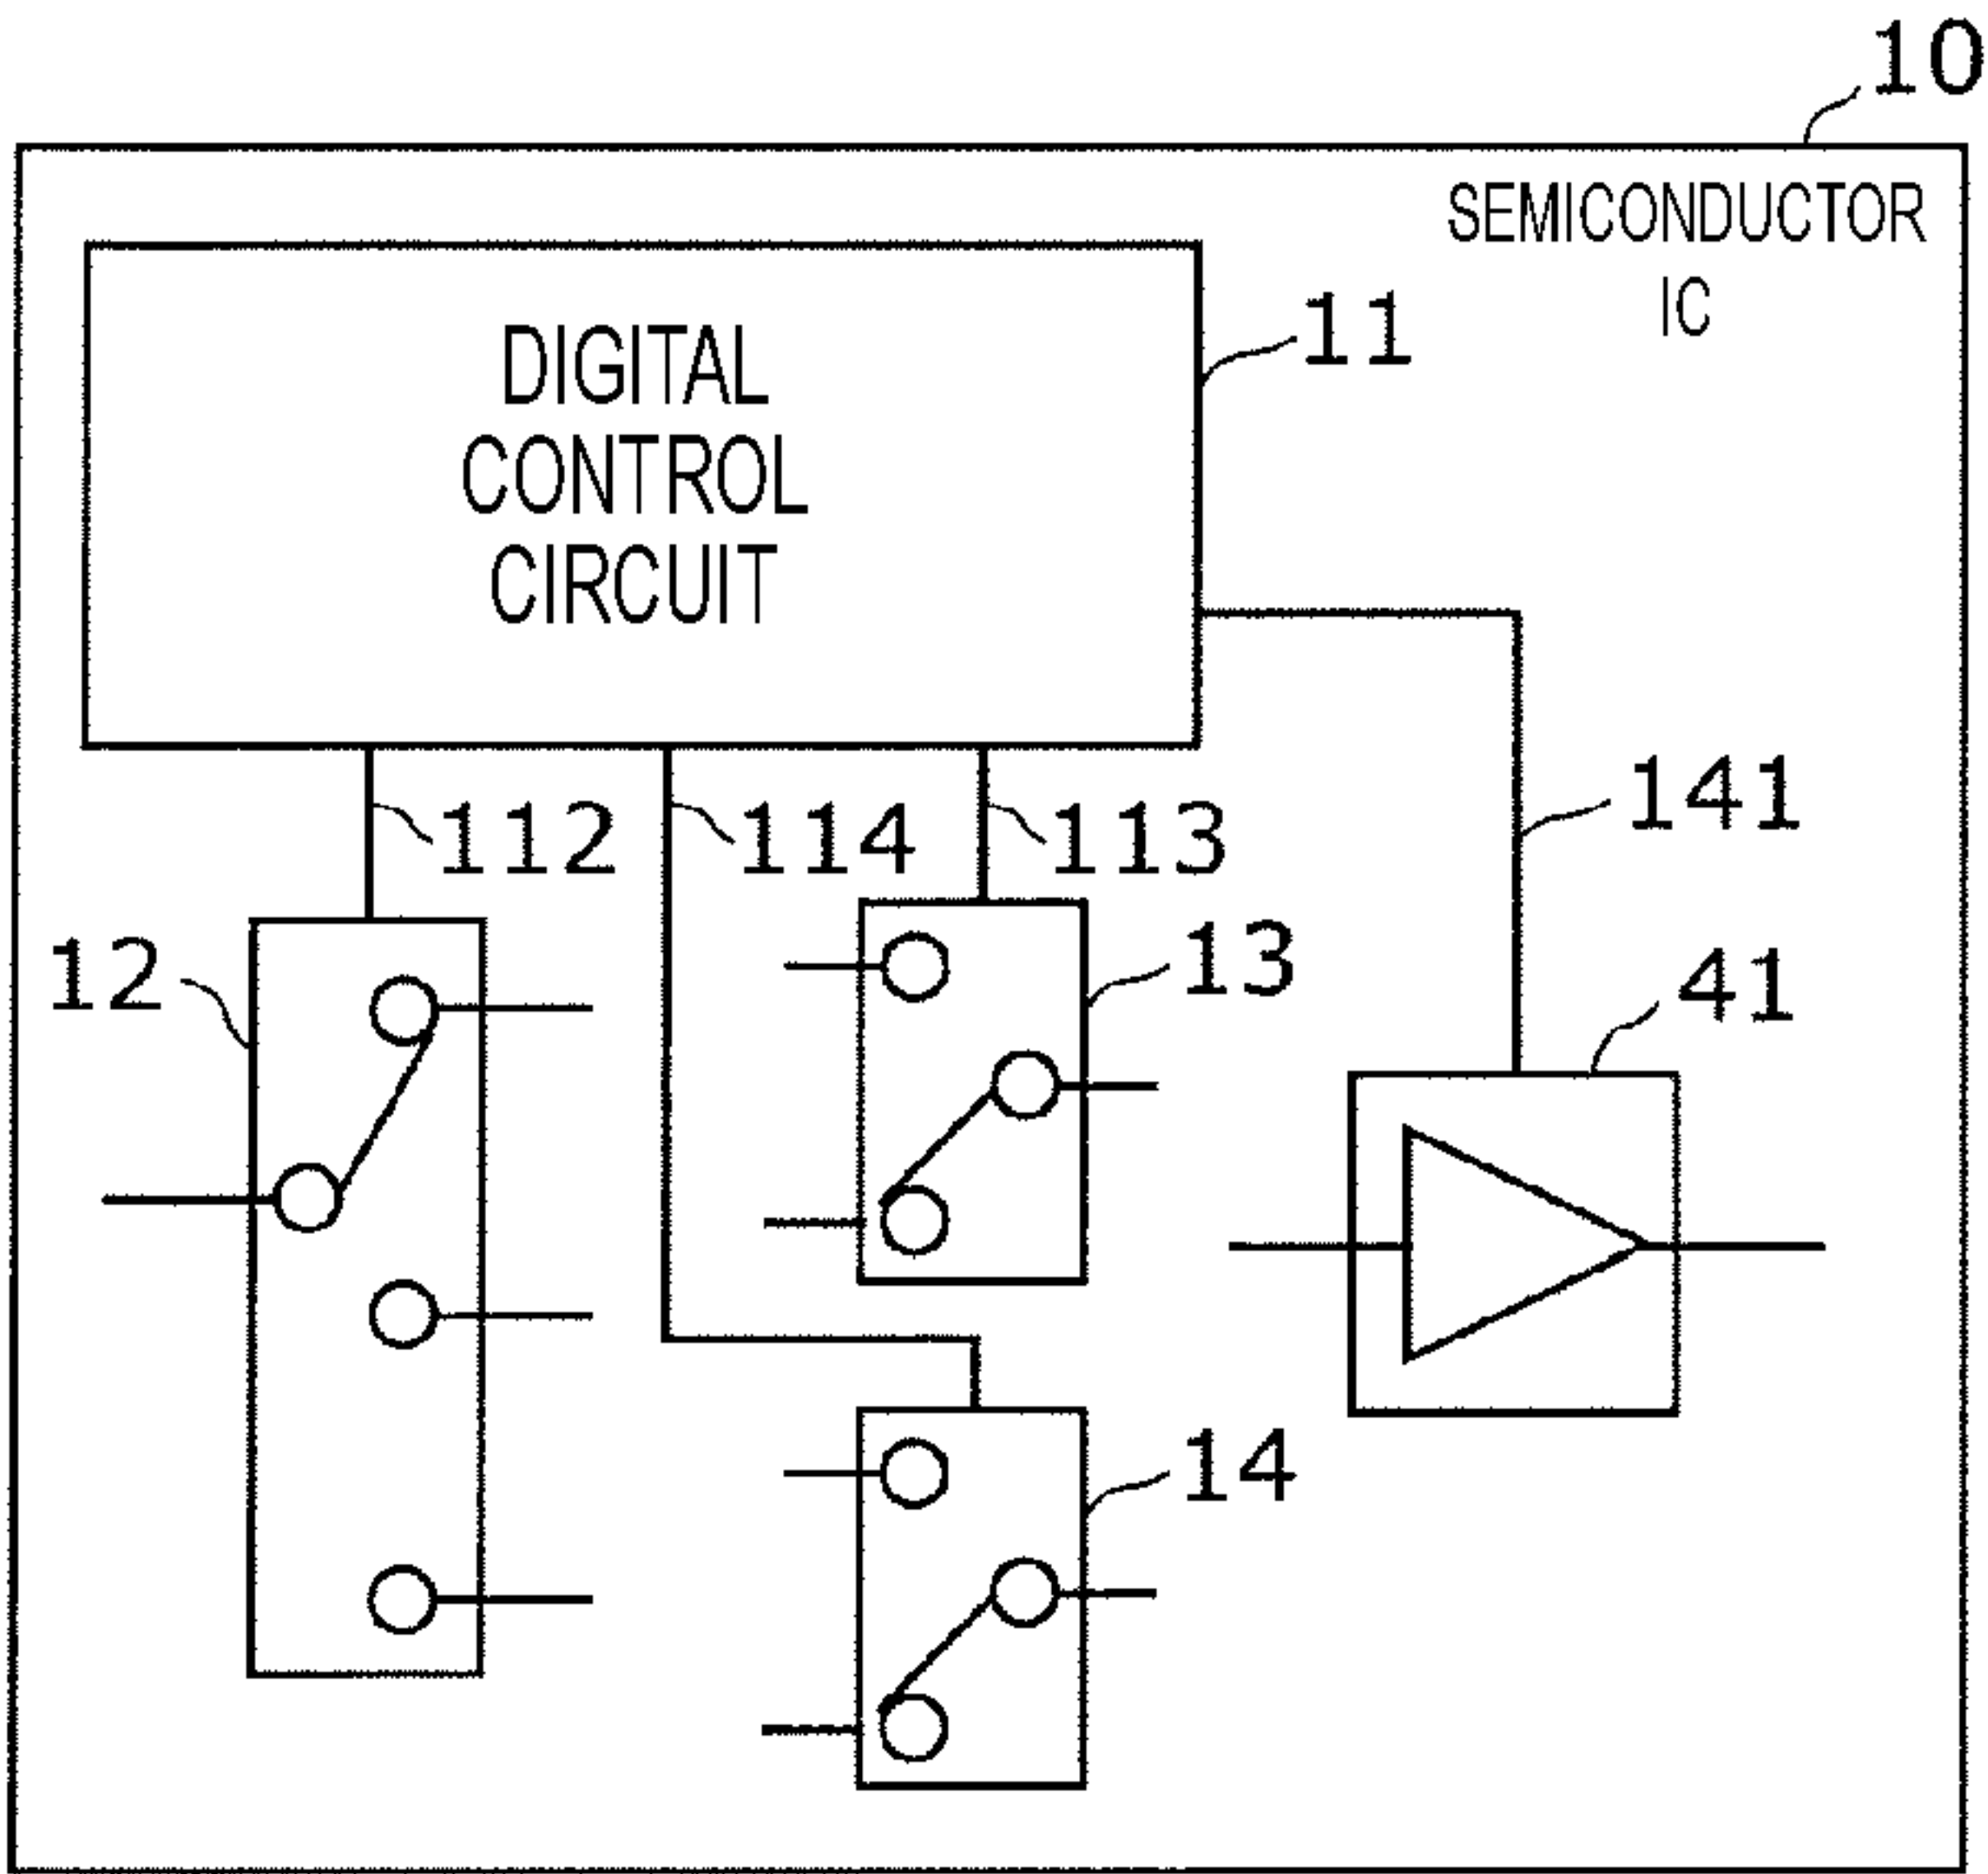 10
SEMICONDUCTOR
IC
11
DIGITAL
CONTROL
CIRCUIT
141
112
114
113
12
13
41
14